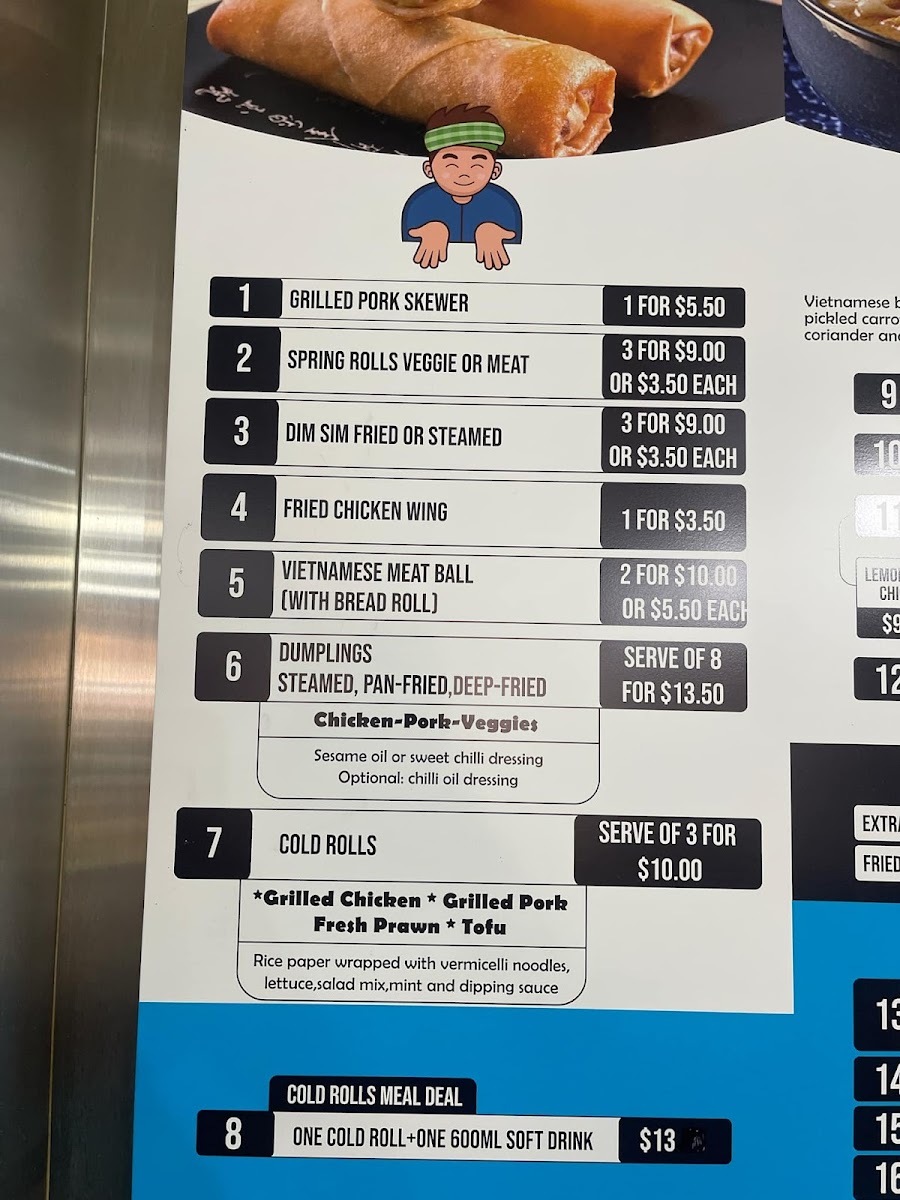 1 GRILLED PORK SKEWER 1 FOR $5.50
2 SPRING ROLLS VEGGIE OR MEAT 3 FOR $9.00
OR $3.50 EACH
3 DIM SIM FRIED OR STEAMED 3 FOR $9.00
OR $3.50 EACH
4 FRIED CHICKEN WING 1 FOR $3.50
5 VIETNAMESE MEAT BALL 2 FOR $10.00
(WITH BREAD ROLL) OR $5.50 EACH
6 DUMPLINGS SERVE OF 8
STEAMED, PAN-FRIED,DEEP-FRIED FOR $13.50
Chicken-Pork-Veggies
Sesame oil or sweet chilli dressing
Optional: chilli oil dressing
7 COLD ROLLS SERVE OF 3 FOR
$10.00
*Grilled Chicken * Grilled Pork
Fresh Prawn * Tofu
Rice paper wrapped with vermicelli noodles,
lettuce,salad mix,mint and dipping sauce
COLD ROLLS MEAL DEAL
8 ONE COLD ROLL+ONE 600ML SOFT DRINK $13
Vietnamese
pickled
coriander
9
10
11
12
13
14
15
16